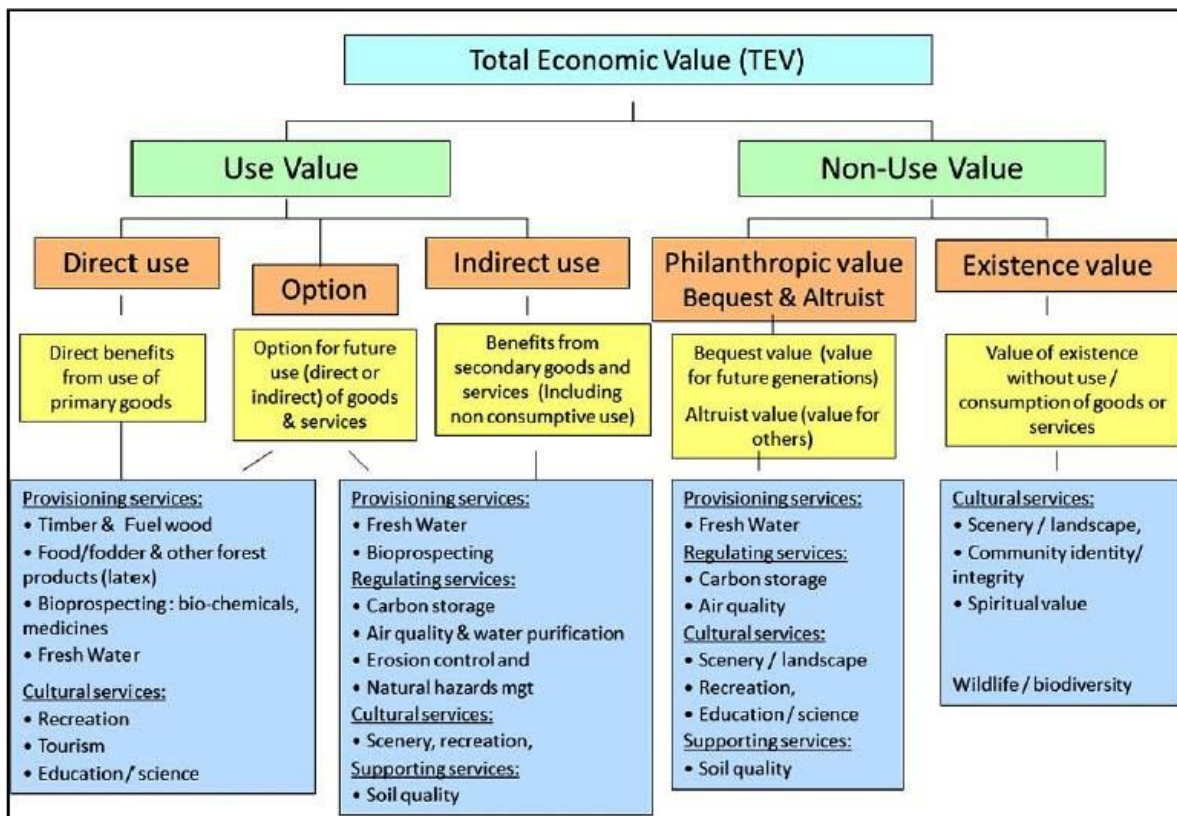 Total Economic Value (TEV)
Use Value
Non-Use Value
Direct use
Option
Indirect use
Philanthropic value
Bequest & Altruist
Existence value
Direct benefits
from use of
primary goods
Option for future
use (direct or
indirect) of goods
& services
Benefits from
secondary goods and
services (Including
non consumptive use)
Bequest value (value
for future generations)
Altruist value (value for
others)
Value of existence
without use /
consumption of goods or
services
Provisioning services:
• Timber & Fuel wood
• Food/fodder & other forest
products (latex)
• Bioprospecting: bio-chemicals,
medicines
• Fresh Water
Cultural services:
• Recreation
• Tourism
• Education / science
Provisioning services:
• Fresh Water
• Bioprospecting
Regulating services:
• Carbon storage
• Air quality & water purification
• Erosion control and
• Natural hazards mgt
Cultural services:
• Scenery, recreation,
Supporting services:
• Soil quality
Provisioning services:
• Fresh Water
Regulating services:
• Carbon storage
• Air quality
Cultural services:
• Scenery / landscape
• Recreation,
• Education / science
Supporting services:
• Soil quality
Cultural services:
• Scenery / landscape,
• Community identity/
integrity
• Spiritual value
Wildlife / biodiversity